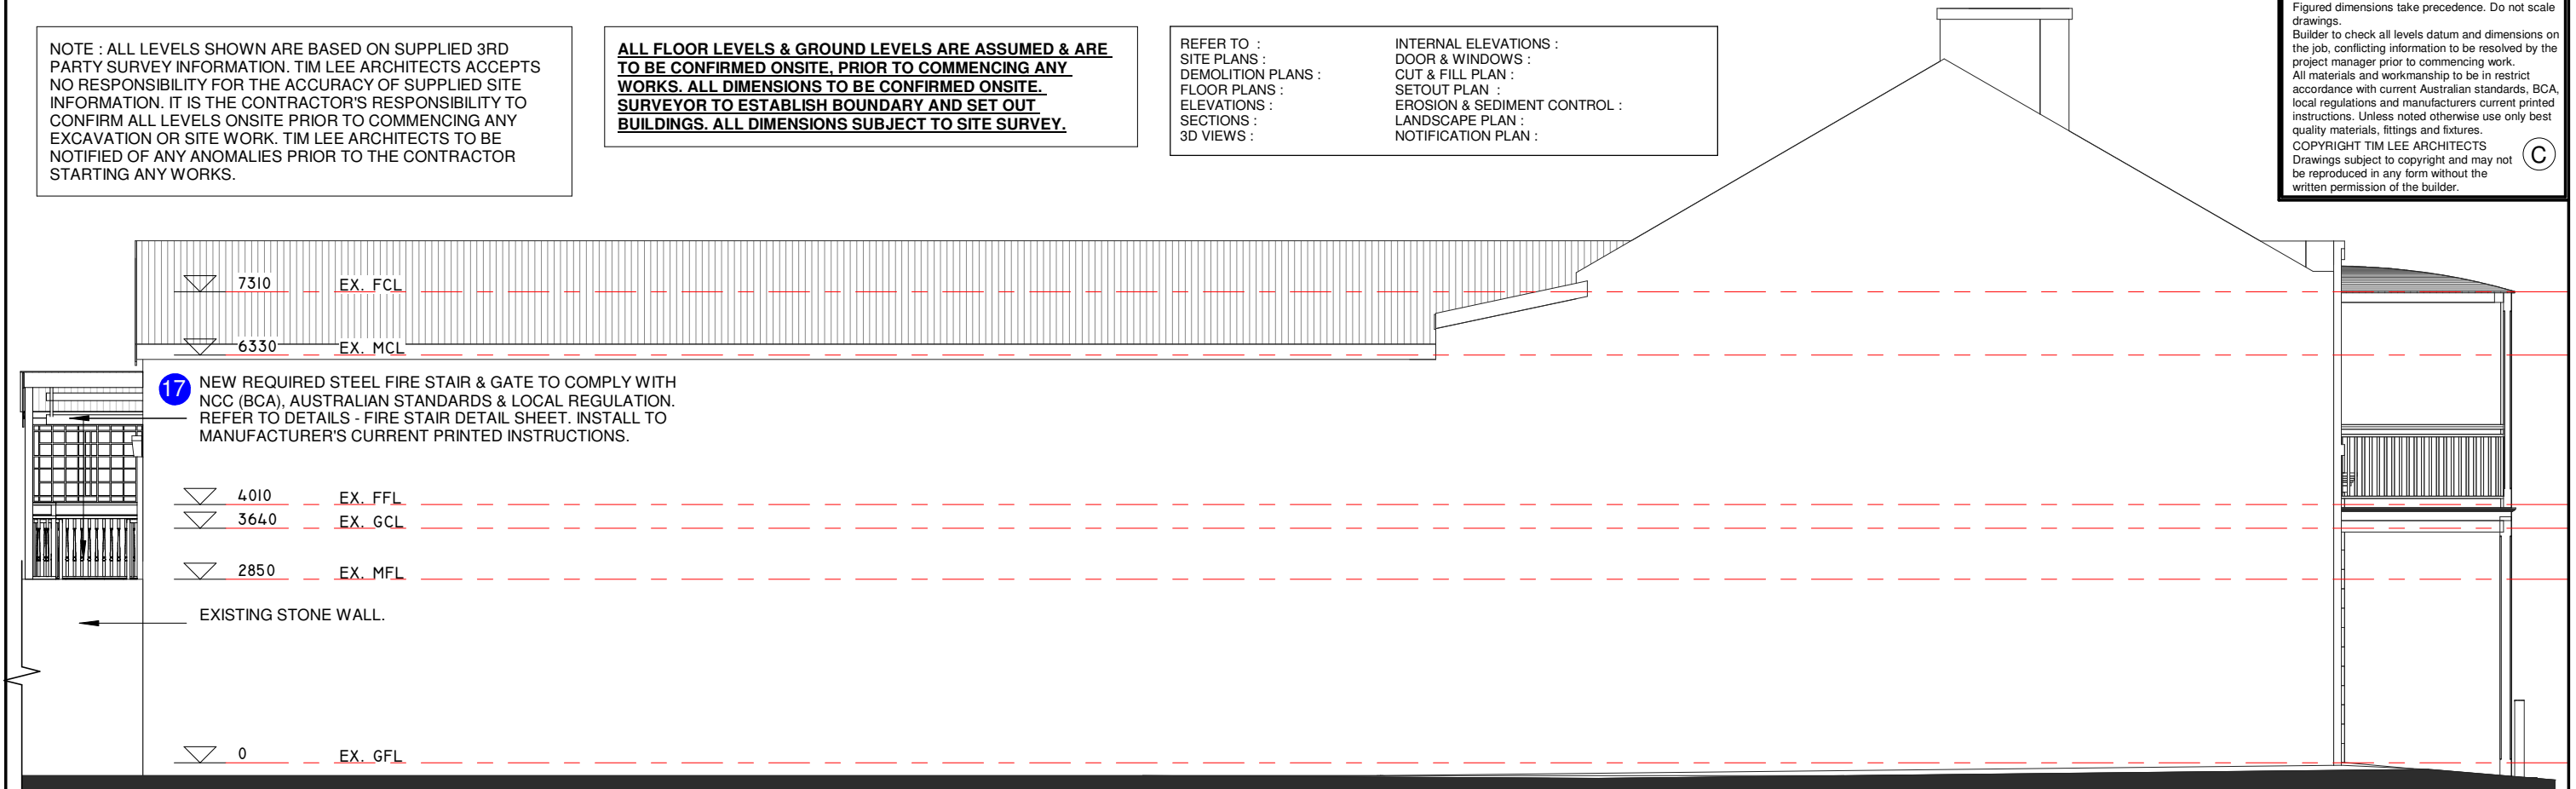 NOTE : ALL LEVELS SHOWN ARE BASED ON SUPPLIED 3RD
PARTY SURVEY INFORMATION. TIM LEE ARCHITECTS ACCEPTS
NO RESPONSIBILITY FOR THE ACCURACY OF SUPPLIED SITE
INFORMATION. IT IS THE CONTRACTOR'S RESPONSIBILITY TO
CONFIRM ALL LEVELS ONSITE PRIOR TO COMMENCING ANY
EXCAVATION OR SITE WORK. TIM LEE ARCHITECTS TO BE
NOTIFIED OF ANY ANOMALIES PRIOR TO THE CONTRACTOR
STARTING ANY WORKS.
ALL FLOOR LEVELS & GROUND LEVELS ARE ASSUMED & ARE
TO BE CONFIRMED ONSITE, PRIOR TO COMMENCING ANY
WORKS. ALL DIMENSIONS TO BE CONFIRMED ONSITE.
SURVEYOR TO ESTABLISH BOUNDARY AND SET OUT
BUILDINGS. ALL DIMENSIONS SUBJECT TO SITE SURVEY.
REFER TO :
SITE PLANS :
DEMOLITION PLANS :
FLOOR PLANS :
ELEVATIONS :
SECTIONS :
3D VIEWS :
INTERNAL ELEVATIONS :
DOOR & WINDOWS :
CUT & FILL PLAN :
SETOUT PLAN :
EROSION & SEDIMENT CONTROL :
LANDSCAPE PLAN :
NOTIFICATION PLAN :
Figured dimensions take precedence. Do not scale
drawings.
Builder to check all levels datum and dimensions on
the job, conflicting information to be resolved by the
project manager prior to commencing work.
All materials and workmanship to be in restrict
accordance with current Australian standards, BCA,
local regulations and manufacturers current printed
instructions. Unless noted otherwise use only best
quality materials, fittings and fixtures.
COPYRIGHT TIM LEE ARCHITECTS
Drawings subject to copyright and may not
be reproduced in any form without the
written permission of the builder.
C
7310 EX. FCL
6330 EX. MCL
17 NEW REQUIRED STEEL FIRE STAIR & GATE TO COMPLY WITH
NCC (BCA), AUSTRALIAN STANDARDS & LOCAL REGULATION.
REFER TO DETAILS - FIRE STAIR DETAIL SHEET. INSTALL TO
MANUFACTURER'S CURRENT PRINTED INSTRUCTIONS.
4010 EX. FFL
3640 EX. GCL
2850 EX. MFL
EXISTING STONE WALL.
0 EX. GFL